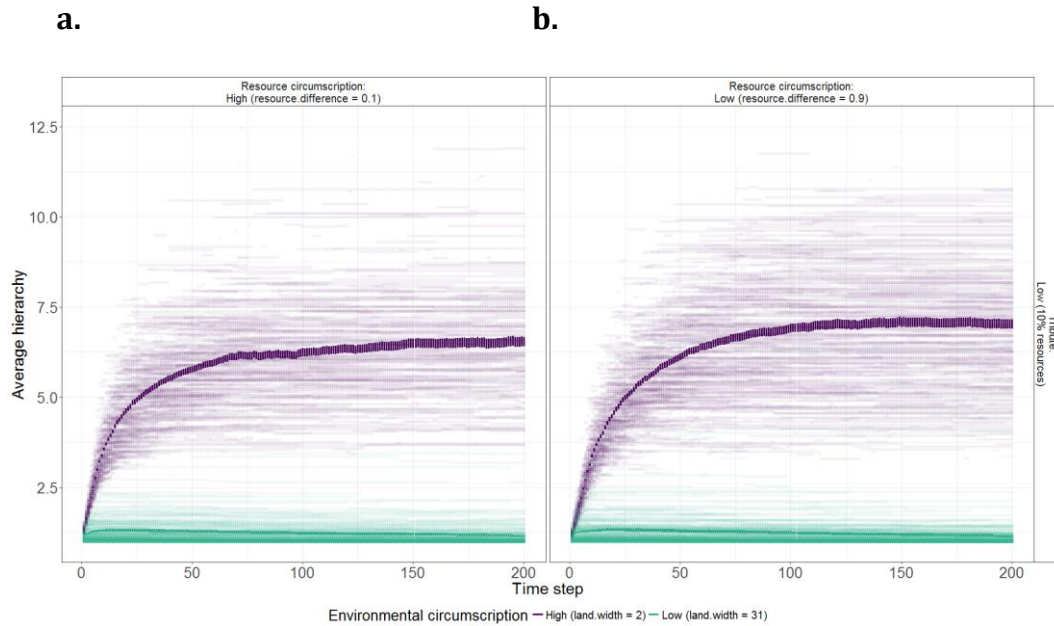 a.
b.
Resource circumscription:
High (resource.difference = 0.1)
Resource circumscription:
Low (resource.difference = 0.9)
Average hierarchy
12.5
10.0
7.5
5.0
2.5
Low (10% resources)
0
50
100
150
200
0
50
100
150
200
Time step
Environmental circumscription High (land.width = 2) Low (land.width = 31)